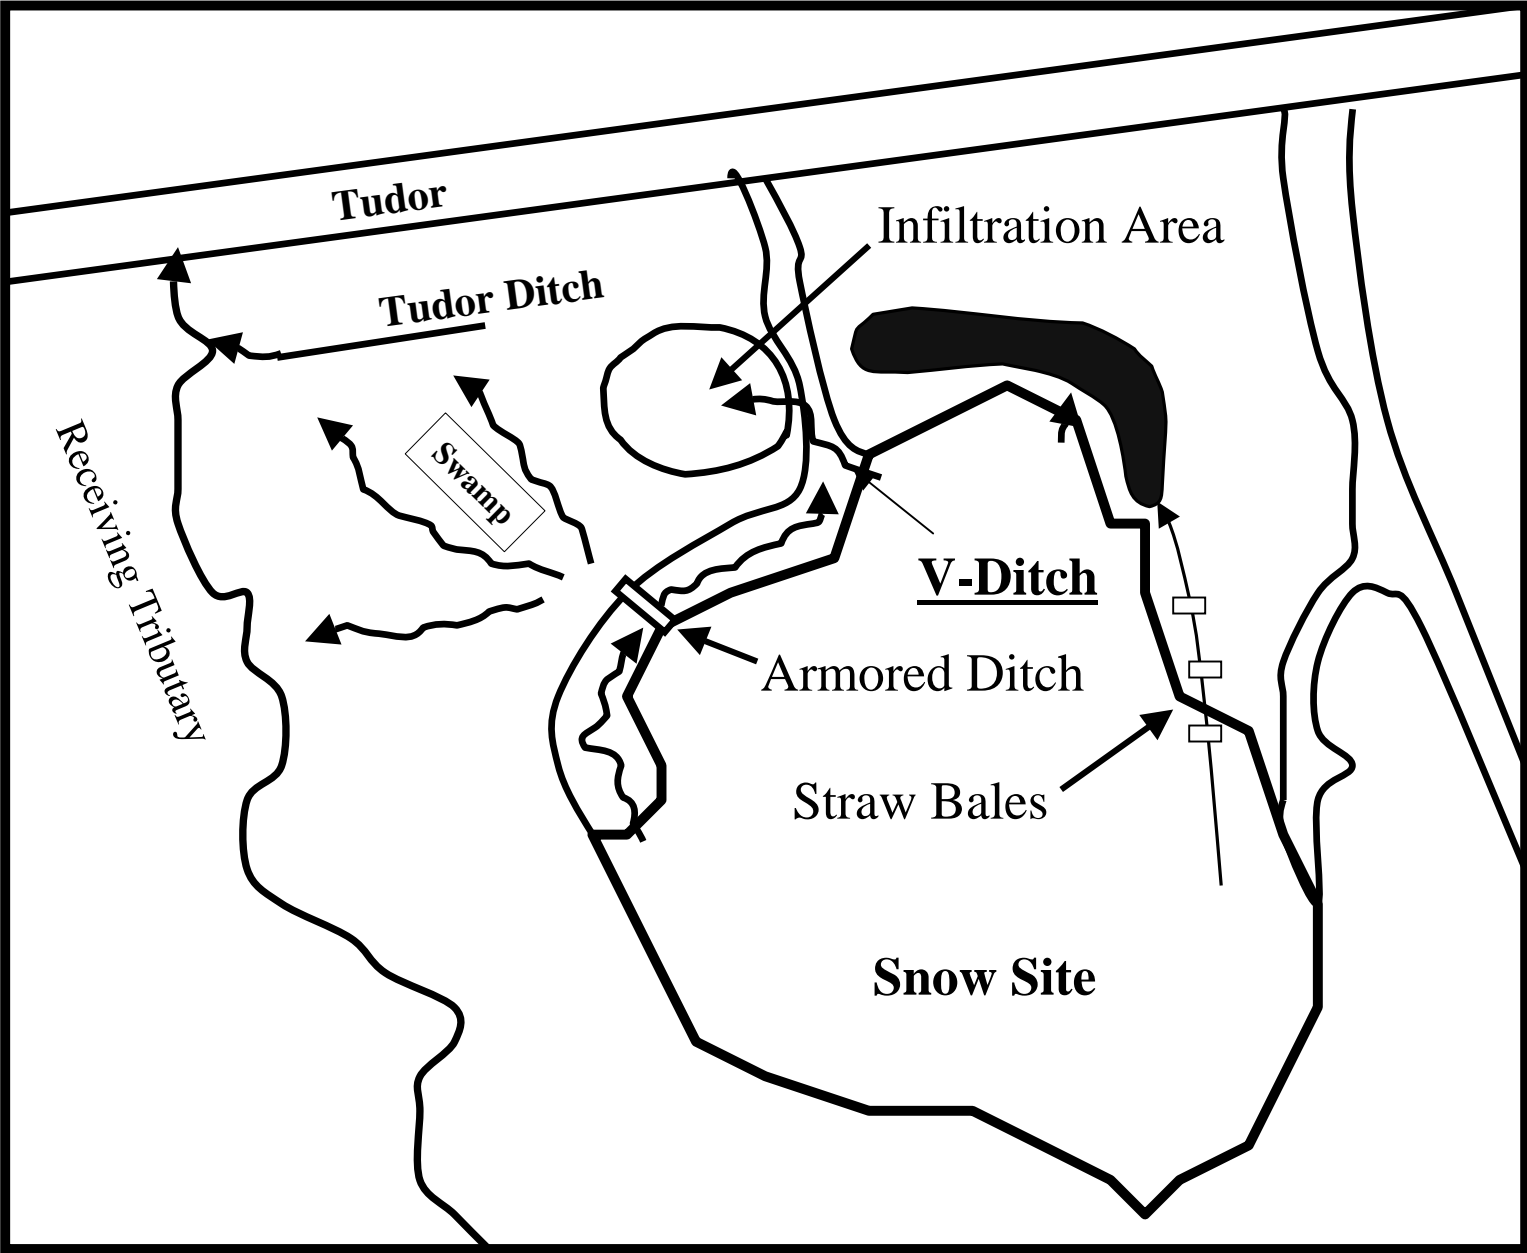 Tudor
Infiltration Area
Tudor Ditch
Swamp
Receiving Tributary
V-Ditch
Armored Ditch
Straw Bales
Snow Site